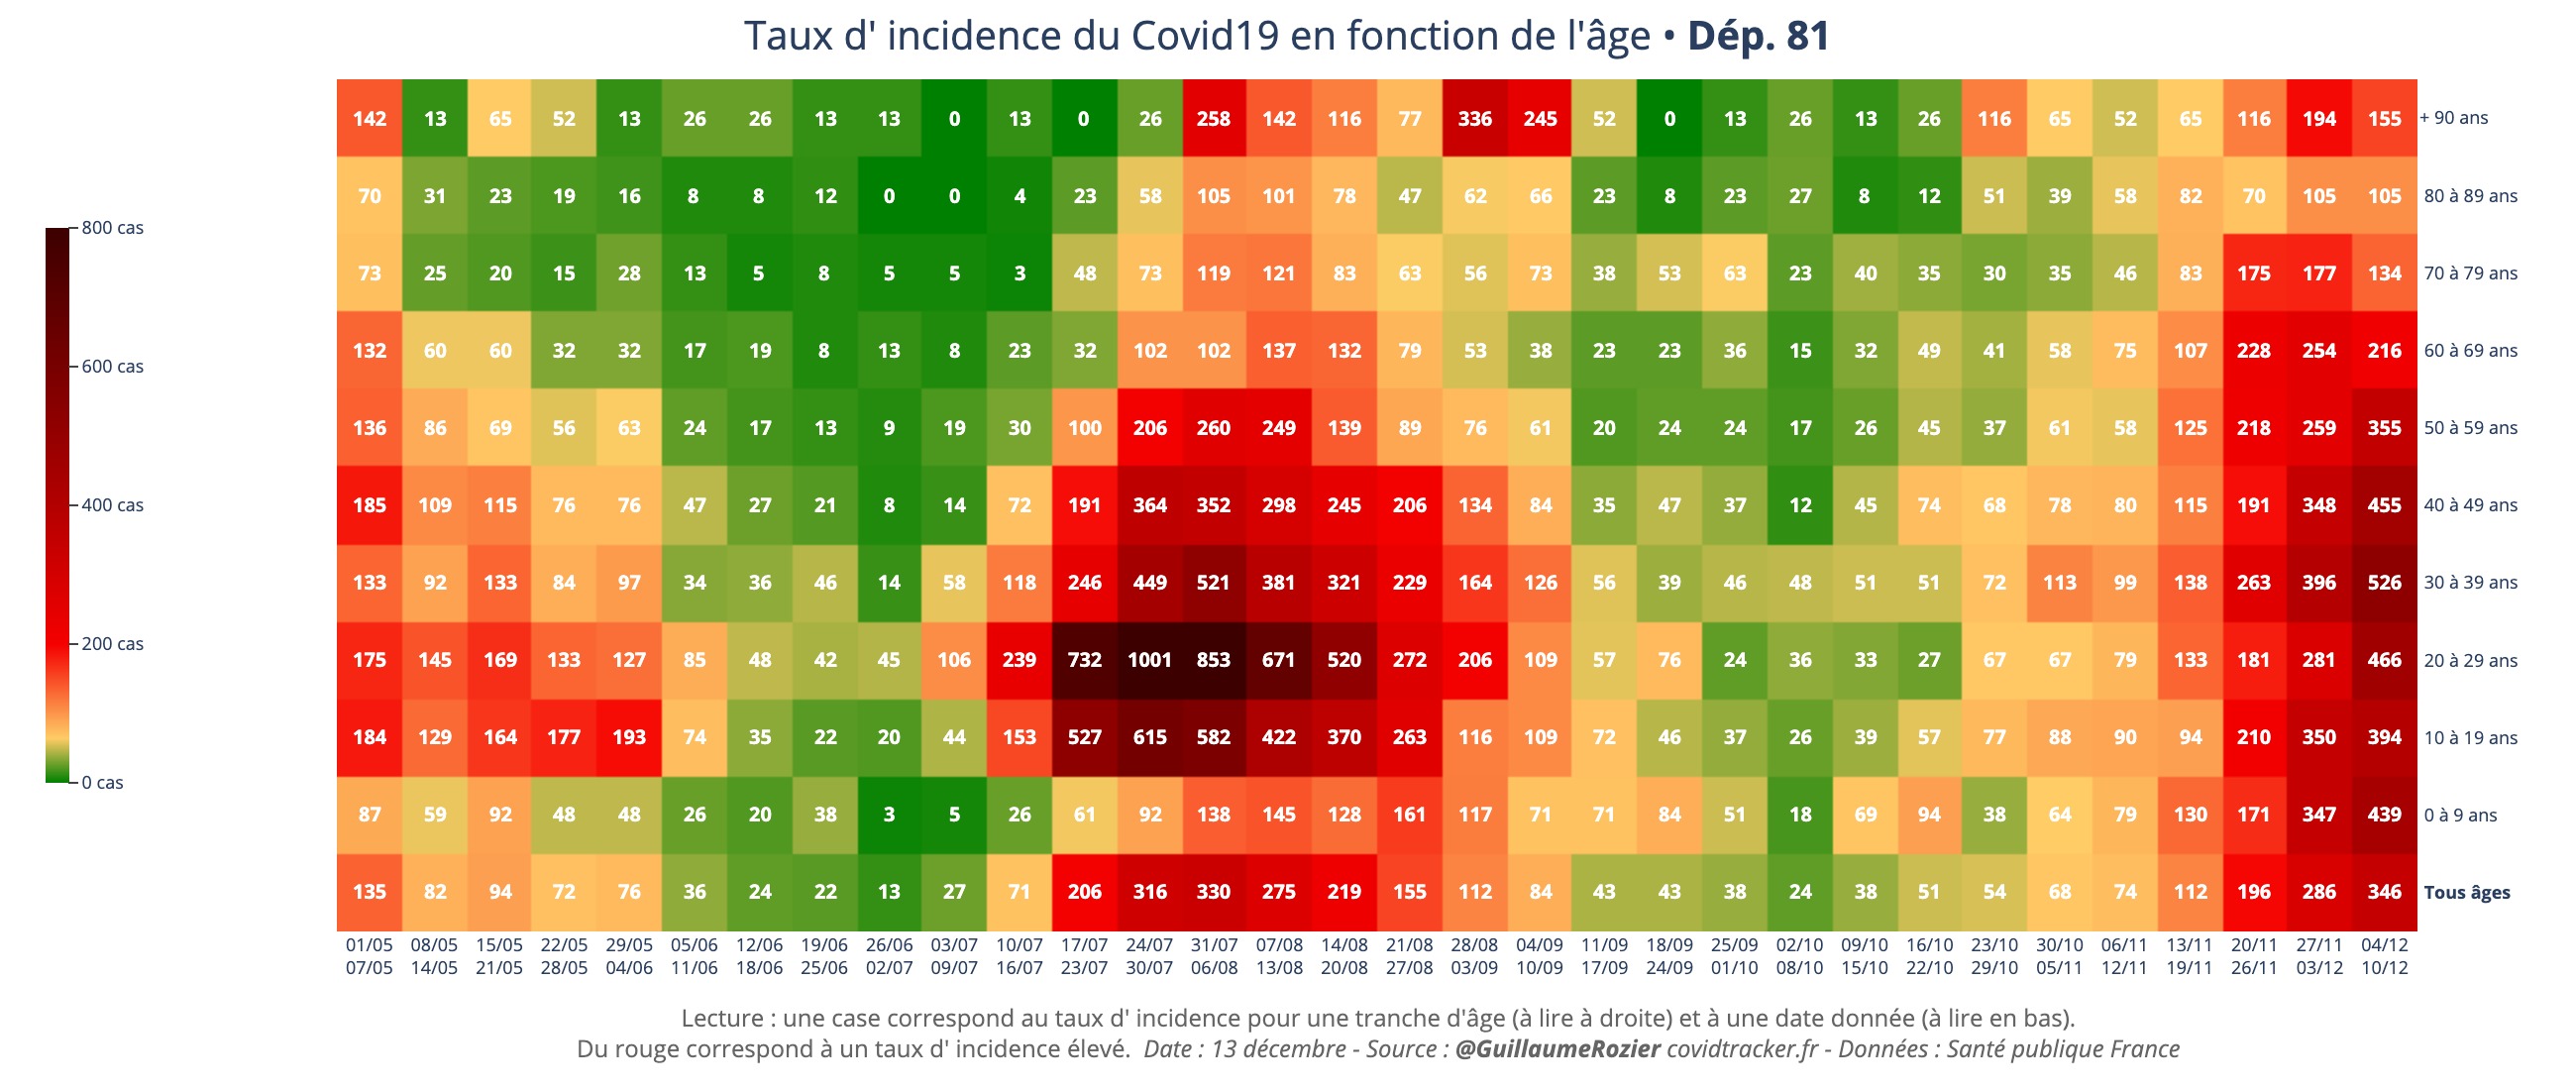 Taux d' incidence du Covid19 en fonction de l'âge • Dép. 81
800 cas
600 cas
400 cas
200 cas
0 cas
142 13 65 52 13 26 26 13 13 0 13 0 26 258 142 116 77 336 245 52 0 13 26 13 26 116 65 52 65 116 194 155 + 90 ans
70 31 23 19 16 8 8 12 0 0 4 23 58 105 101 78 47 62 66 23 8 23 27 8 12 51 39 58 82 70 105 105 80 à 89 ans
73 25 20 15 28 13 5 8 5 5 3 48 73 119 121 83 63 56 73 38 53 63 23 40 35 30 35 46 83 175 177 134 70 à 79 ans
132 60 60 32 32 17 19 8 13 8 23 32 102 102 137 132 79 53 38 23 23 36 15 32 49 41 58 75 107 228 254 216 60 à 69 ans
136 86 69 56 63 24 17 13 9 19 30 100 206 260 249 139 89 76 61 20 24 24 17 26 45 37 61 58 125 218 259 355 50 à 59 ans
185 109 115 76 76 47 27 21 8 14 72 191 364 352 298 245 206 134 84 35 47 37 12 45 74 68 78 80 115 191 348 455 40 à 49 ans
133 92 133 84 97 34 36 46 14 58 118 246 449 521 381 321 229 164 126 56 39 46 48 51 51 72 113 99 138 263 396 526 30 à 39 ans
175 145 169 133 127 85 48 42 45 106 239 732 1001 853 671 520 272 206 109 57 76 24 36 33 27 67 67 79 133 181 281 466 20 à 29 ans
184 129 164 177 193 74 35 22 20 44 153 527 615 582 422 370 263 116 109 72 46 37 26 39 57 77 88 90 94 210 350 394 10 à 19 ans
87 59 92 48 48 26 20 38 3 5 26 61 92 138 145 128 161 117 71 71 84 51 18 69 94 38 64 79 130 171 347 439 0 à 9 ans
135 82 94 72 76 36 24 22 13 27 71 206 316 330 275 219 155 112 84 43 43 38 24 38 51 54 68 74 112 196 286 346 Tous âges
01/05 08/05 15/05 22/05 29/05 05/06 12/06 19/06 26/06 03/07 10/07 17/07 24/07 31/07 07/08 14/08 21/08 28/08 04/09 11/09 18/09 25/09 02/10 09/10 16/10 23/10 30/10 06/11 13/11 20/11 27/11 04/12
07/05 14/05 21/05 28/05 04/06 11/06 18/06 25/06 02/07 09/07 16/07 23/07 30/07 06/08 13/08 20/08 27/08 03/09 10/09 17/09 24/09 01/10 08/10 15/10 22/10 29/10 05/11 12/11 19/11 26/11 03/12 10/12
Lecture : une case correspond au taux d' incidence pour une tranche d'âge (à lire à droite) et à une date donnée (à lire en bas).
Du rouge correspond à un taux d' incidence élevé. Date : 13 décembre - Source : @GuillaumeRozier covidtracker.fr - Données : Santé publique France